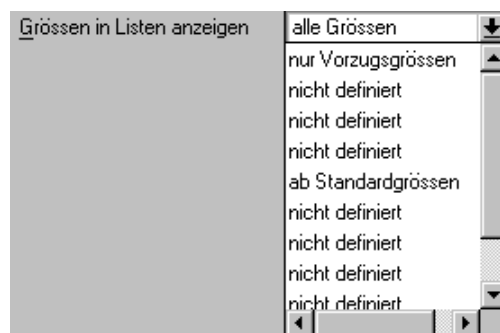 Grössen in Listen anzeigen alle Grössen
nur Vorzugsgrössen
nicht definiert
nicht definiert
nicht definiert
ab Standardgrössen
nicht definiert
nicht definiert
nicht definiert
nicht definiert